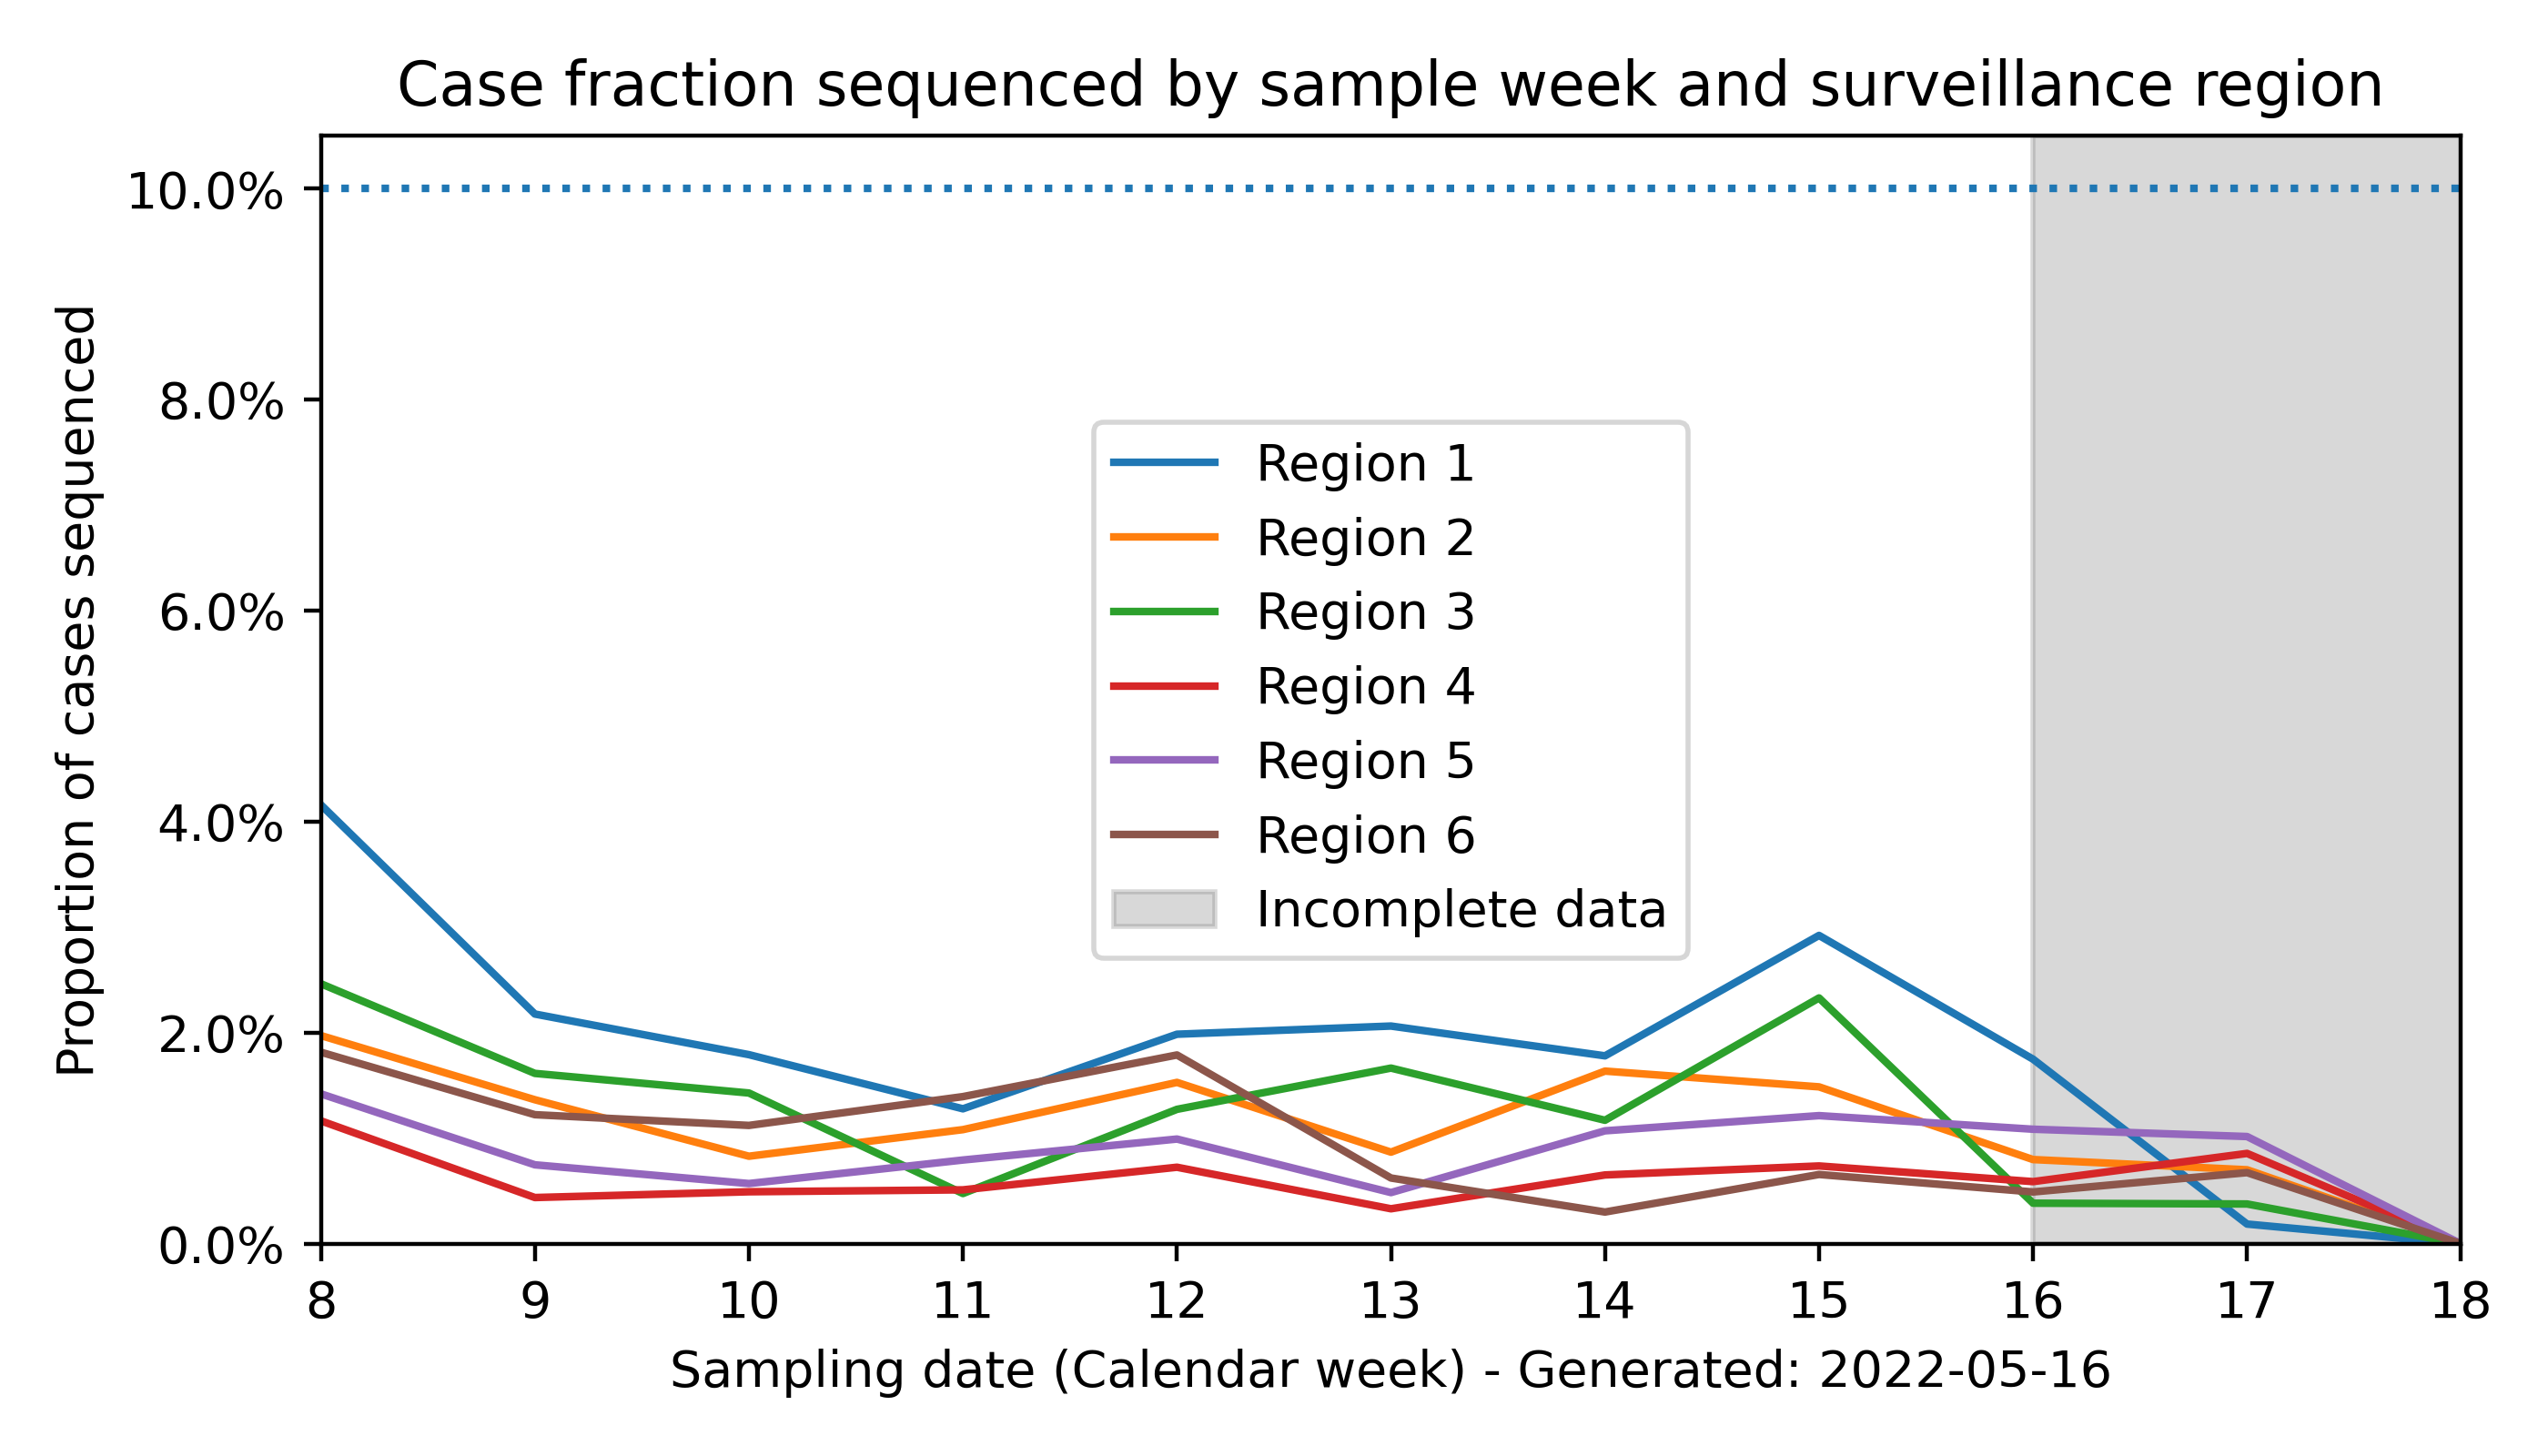 Case fraction sequenced by sample week and surveillance region
Proportion of cases sequenced
10.0%
8.0%
6.0%
4.0%
2.0%
0.0%
Region 1
Region 2
Region 3
Region 4
Region 5
Region 6
Incomplete data
8 9 10 11 12 13 14 15 16 17 18
Sampling date (Calendar week) - Generated: 2022-05-16